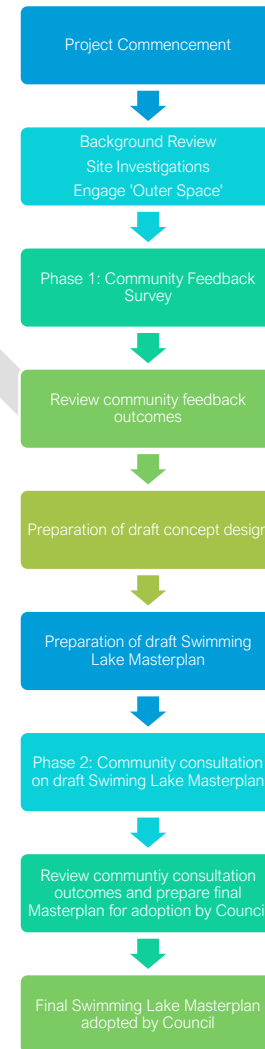 Project Commencement
Background Review
Site Investigations
Engage 'Outer Space'
Phase 1: Community Feedback
Survey
Review community feedback
outcomes
Preparation of draft concept design
Preparation of draft Swimming
Lake Masterplan
Phase 2: Community consultation
on draft Swiming Lake Masterplan
Review communtiy consultation
outcomes and prepare final
Masterplan for adoption by Council
Final Swimming Lake Masterplan
adopted by Council